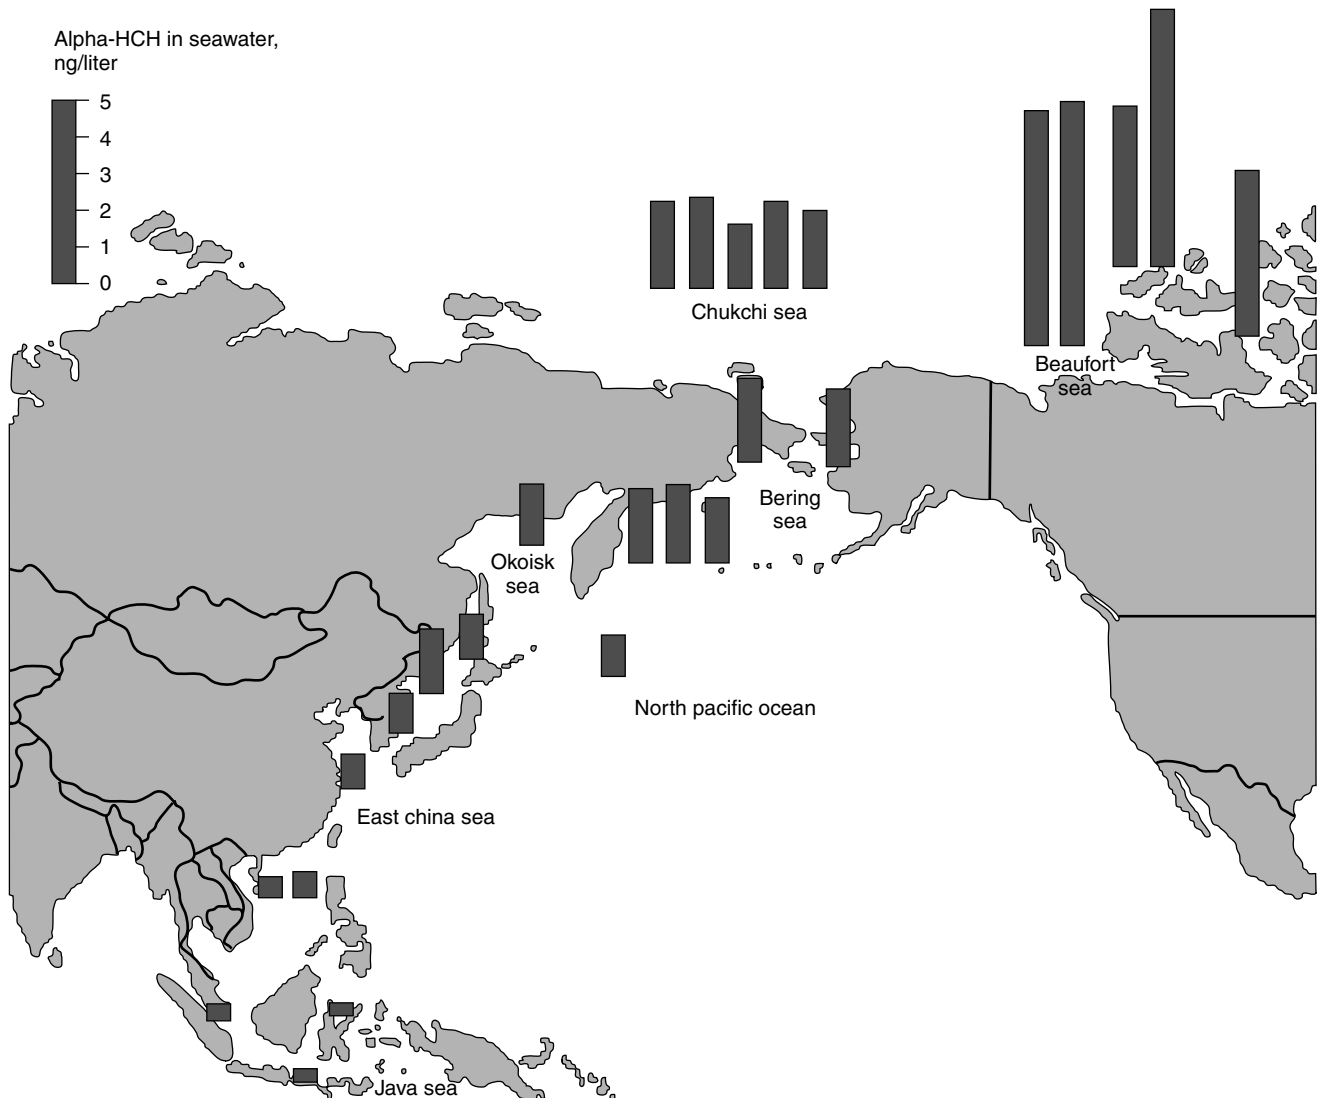 Alpha-HCH in seawater,
ng/liter
5
4
3
2
1
0
Chukchi sea
Beaufort
sea
Bering
sea
Okoisk
sea
North pacific ocean
East china sea
Java sea